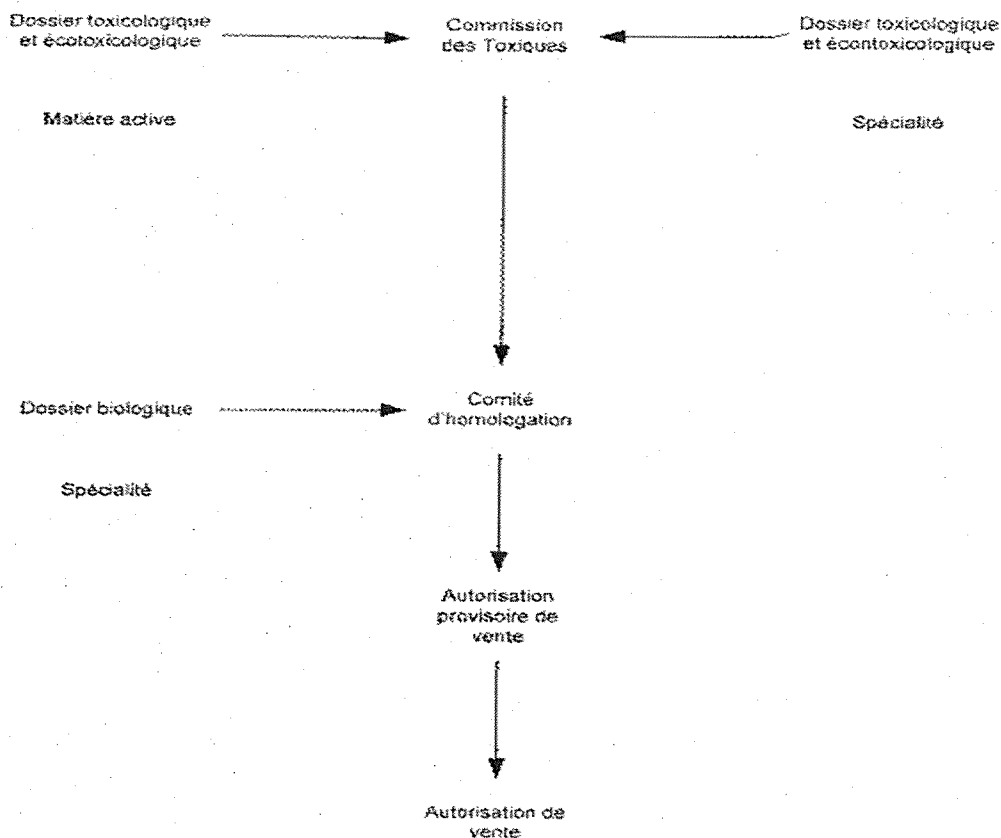 Dossier toxicologique
et écotoxicologique
Commission
des Toxiques
Dossier toxicologique
et écontoxicologique
Matière active
Spécialité
Dossier biologique
Comité
d'homologation
Spécialité
Autorisation
provisoire de
vente
Autorisation de
vente